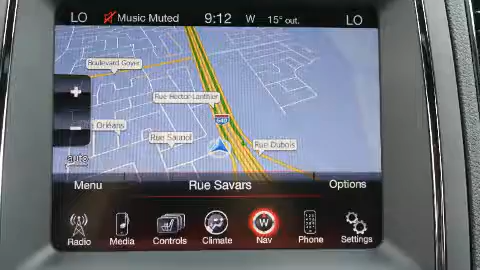 LO Music Muted 9:12 W 15° out. LO
Boulevard Goyer
Rue Hector-Lanthier
640
Orléans
Rue Saunol
Rue Dubois
auto
Menu Rue Savars Options
W
Radio Media Controls Climate Nav Phone Settings